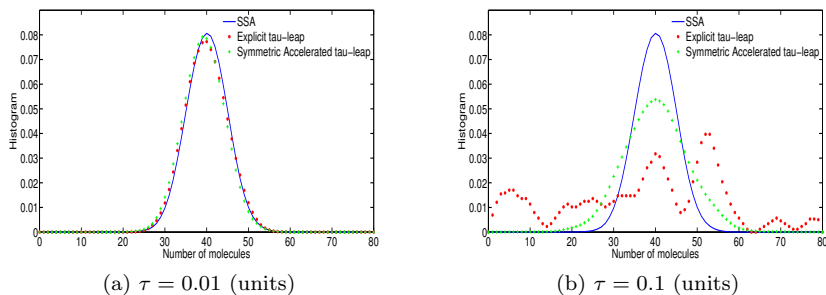 SSA
Explicit tau-leap
Symmetric Accelerated tau-leap
0.08
0.07
0.06
0.05
0.04
0.03
0.02
0.01
0
Histogram
0 10 20 30 40 50 60 70 80
Number of molecules
(a) τ = 0.01 (units)
SSA
Explicit tau-leap
Symmetric Accelerated tau-leap
0.08
0.07
0.06
0.05
0.04
0.03
0.02
0.01
0
Histogram
0 10 20 30 40 50 60 70 80
Number of molecules
(b) τ = 0.1 (units)